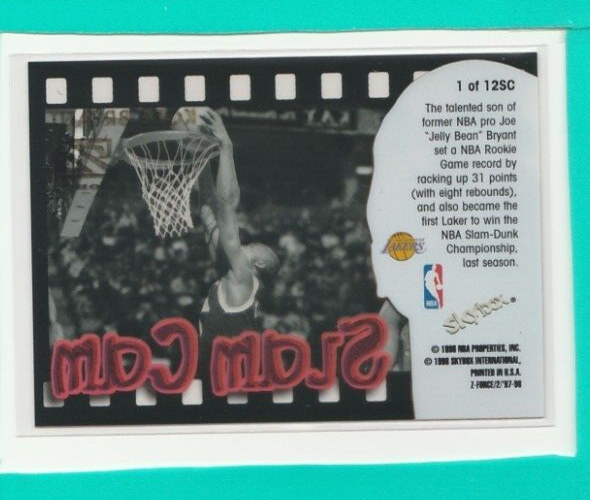 1 of 12SC
The talented son of
former NBA pro Joe
"Jelly Bean" Bryant
set a NBA Rookie
Game record by
racking up 31 points
(with eight rebounds),
and also became the
first Laker to win the
NBA Slam-Dunk
Championship,
last season.
LAKERS
NBA
SkyBox®
© 1998 NBA PROPERTIES, INC.
© 1998 SKYBOX INTERNATIONAL,
PRINTED IN U.S.A.
Z-FORCE/2/'97-98
Slam Cam